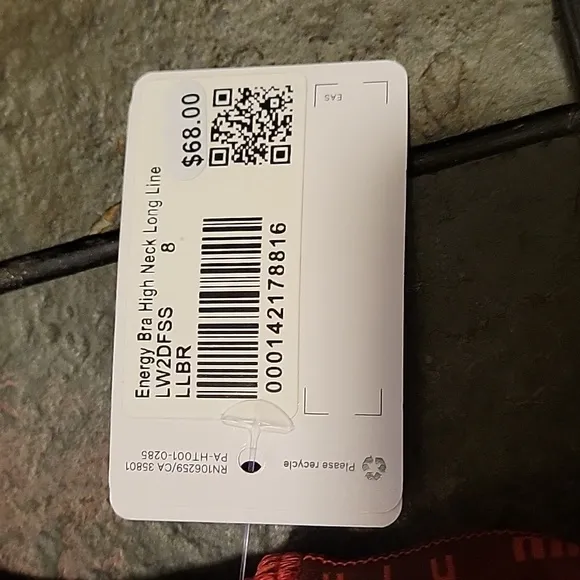 $68.00
Energy Bra High Neck Long Line
8
LW2DFSS
LLBR
000142178816
EAS
RN106259/CA 35801
PA-HT001-0285
Please recycle